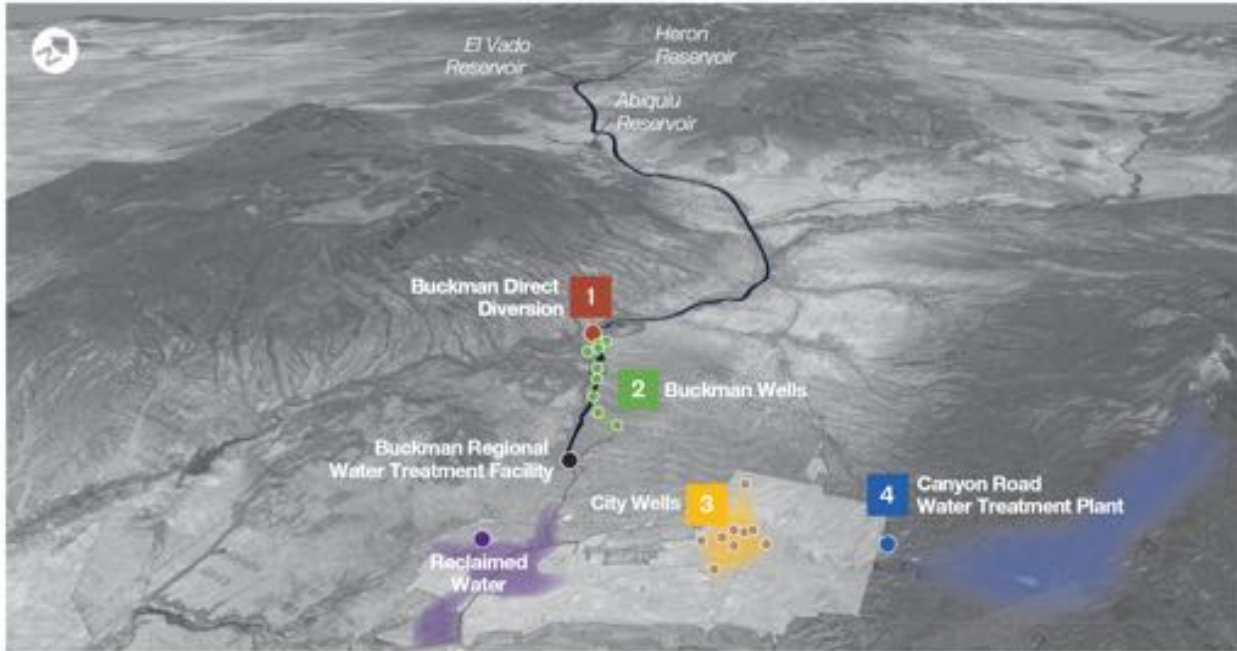 El Vado
Reservoir
Heron
Reservoir
Abiquiu
Reservoir
Buckman Direct
Diversion
1
2
Buckman Wells
Buckman Regional
Water Treatment Facility
City Wells
3
4
Canyon Road
Water Treatment Plant
Reclaimed
Water